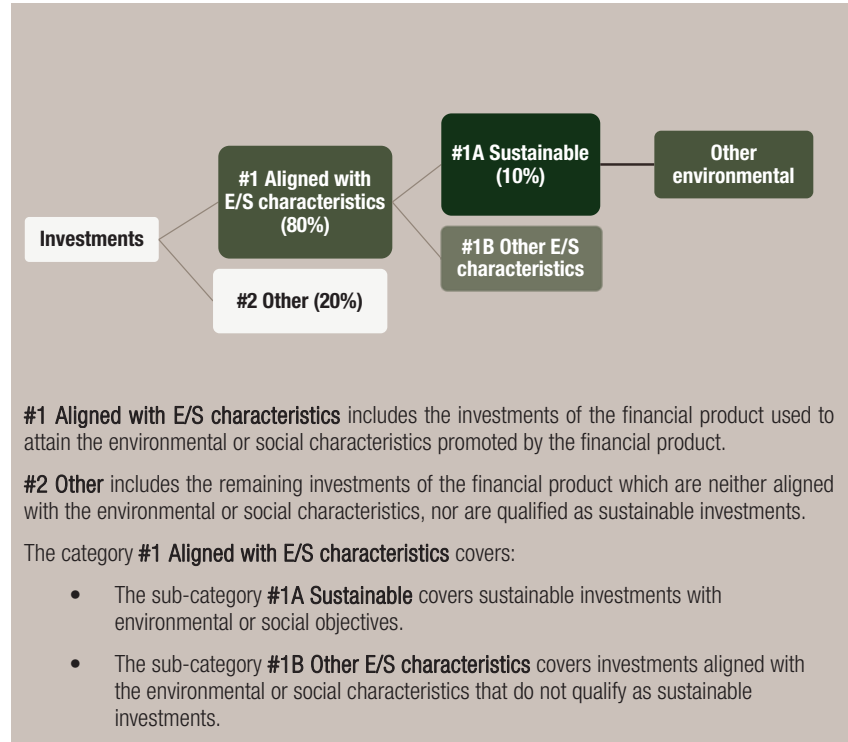 #1A Sustainable
(10%)
Other
environmental
#1 Aligned with
E/S characteristics
(80%)
Investments
#1B Other E/S
characteristics
#2 Other (20%)
#1 Aligned with E/S characteristics includes the investments of the financial product used to
attain the environmental or social characteristics promoted by the financial product.
#2 Other includes the remaining investments of the financial product which are neither aligned
with the environmental or social characteristics, nor are qualified as sustainable investments.
The category #1 Aligned with E/S characteristics covers:
• The sub-category #1A Sustainable covers sustainable investments with
environmental or social objectives.
• The sub-category #1B Other E/S characteristics covers investments aligned with
the environmental or social characteristics that do not qualify as sustainable
investments.